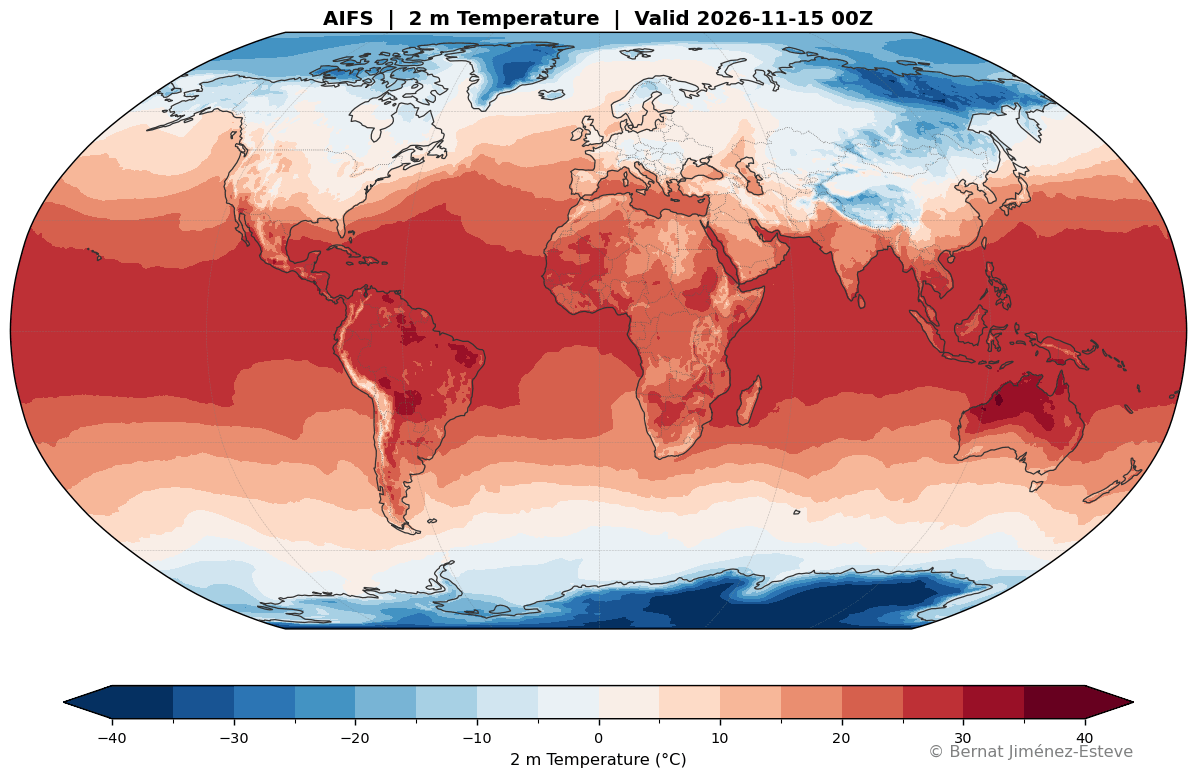 AIFS | 2 m Temperature | Valid 2026-11-15 00Z
−40 −30 −20 −10 0 10 20 30 40
2 m Temperature (°C)
© Bernat Jiménez-Esteve